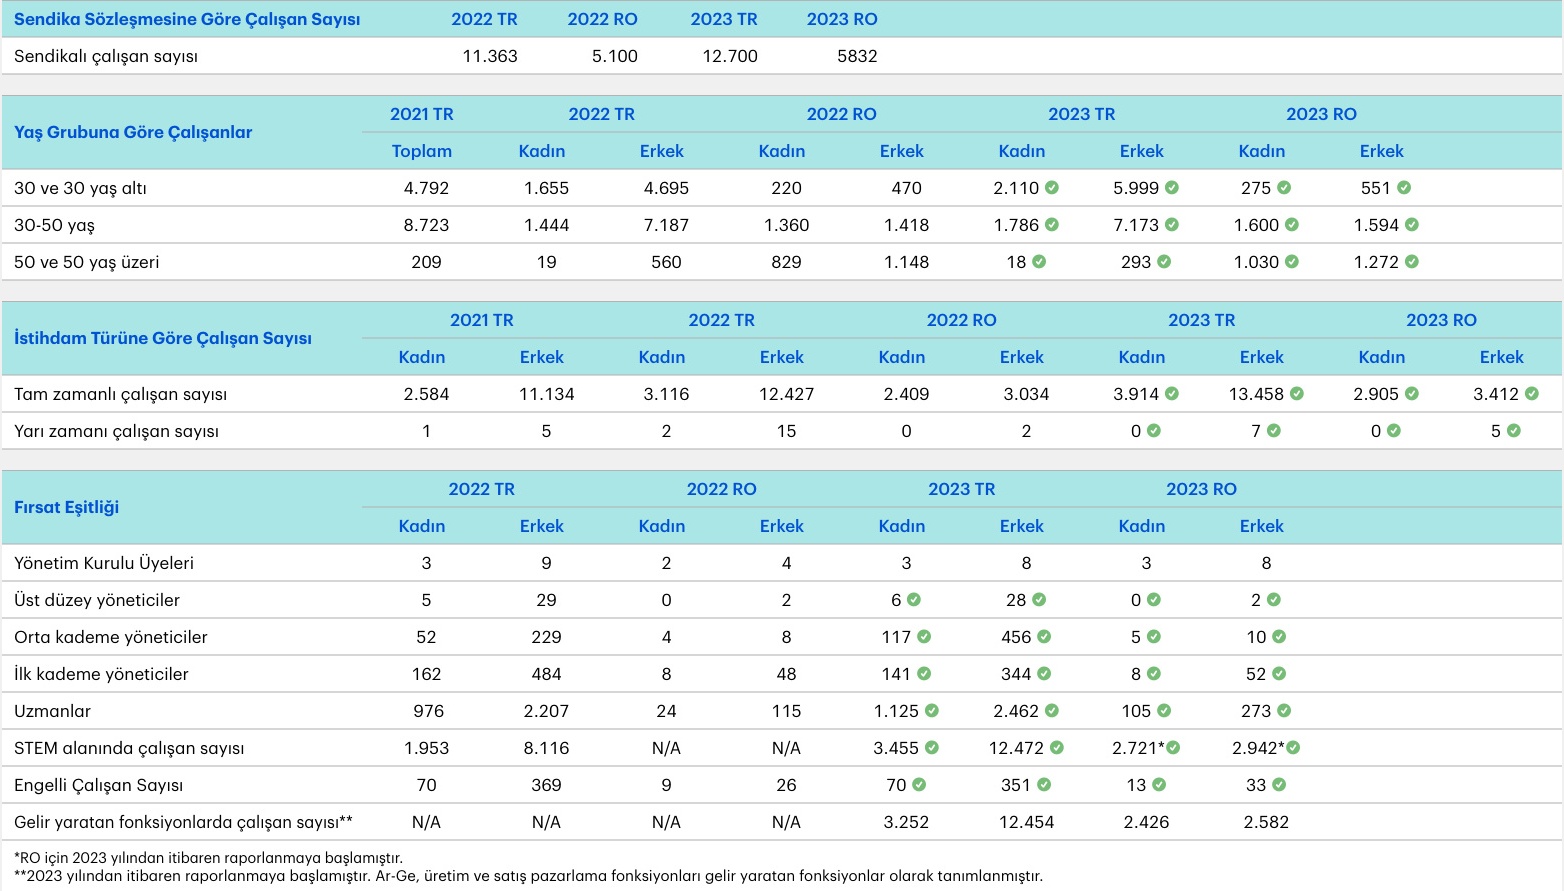 Sendika Sözleşmesine Göre Çalışan Sayısı 2022 TR 2022 RO 2023 TR 2023 RO
Sendikalı çalışan sayısı 11.363 5.100 12.700 5832
Yaş Grubuna Göre Çalışanlar 2021 TR 2022 TR 2022 RO 2023 TR 2023 RO
Toplam Kadın Erkek Kadın Erkek Kadın Erkek Kadın Erkek
30 ve 30 yaş altı 4.792 1.655 4.695 220 470 2.110 5.999 275 551
30-50 yaş 8.723 1.444 7.187 1.360 1.418 1.786 7.173 1.600 1.594
50 ve 50 yaş üzeri 209 19 560 829 1.148 18 293 1.030 1.272
İstihdam Türüne Göre Çalışan Sayısı 2021 TR 2022 TR 2022 RO 2023 TR 2023 RO
Kadın Erkek Kadın Erkek Kadın Erkek Kadın Erkek Kadın Erkek
Tam zamanlı çalışan sayısı 2.584 11.134 3.116 12.427 2.409 3.034 3.914 13.458 2.905 3.412
Yarı zamanı çalışan sayısı 1 5 2 15 0 2 0 7 0 5
Fırsat Eşitliği 2022 TR 2022 RO 2023 TR 2023 RO
Kadın Erkek Kadın Erkek Kadın Erkek Kadın Erkek
Yönetim Kurulu Üyeleri 3 9 2 4 3 8 3 8
Üst düzey yöneticiler 5 29 0 2 6 28 0 2
Orta kademe yöneticiler 52 229 4 8 117 456 5 10
İlk kademe yöneticiler 162 484 8 48 141 344 8 52
Uzmanlar 976 2.207 24 115 1.125 2.462 105 273
STEM alanında çalışan sayısı 1.953 8.116 N/A N/A 3.455 12.472 2.721* 2.942*
Engelli Çalışan Sayısı 70 369 9 26 70 351 13 33
Gelir yaratan fonksiyonlarda çalışan sayısı** N/A N/A N/A N/A 3.252 12.454 2.426 2.582
*RO için 2023 yılından itibaren raporlanmaya başlamıştır.
**2023 yılından itibaren raporlanmaya başlamıştır. Ar-Ge, üretim ve satış pazarlama fonksiyonları gelir yaratan fonksiyonlar olarak tanımlanmıştır.